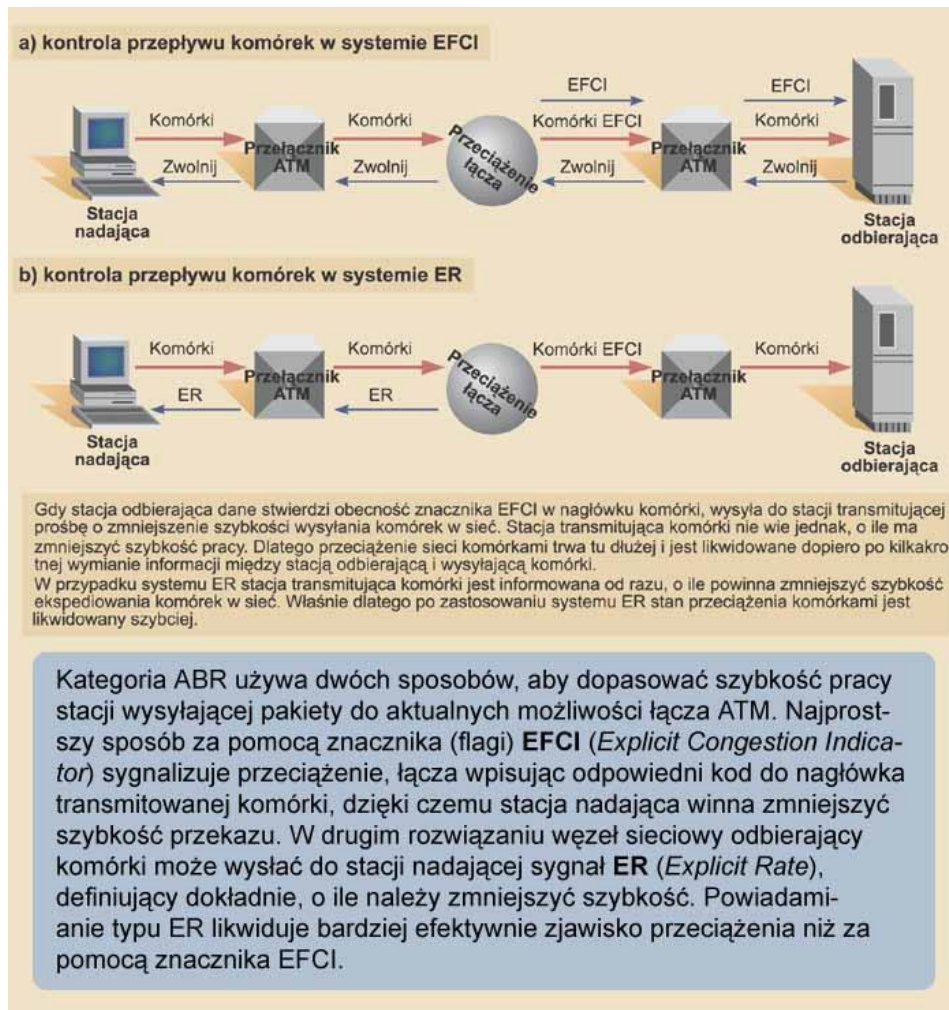 a) kontrola przepływu komórek w systemie EFCI
EFCI
EFCI
Komórki
Komórki
Komórki EFCI
Komórki
Przełącznik
ATM
Przeciążenie
łącza
Przełącznik
ATM
Zwolnij
Zwolnij
Zwolnij
Zwolnij
Stacja
nadająca
Stacja
odbierająca
b) kontrola przepływu komórek w systemie ER
Komórki
Komórki
Komórki EFCI
Komórki
Przełącznik
ATM
Przeciążenie
łącza
Przełącznik
ATM
ER
ER
Stacja
nadająca
Stacja
odbierająca
Gdy stacja odbierająca dane stwierdzi obecność znacznika EFCI w nagłówku komórki, wysyła do stacji transmitującej
prośbę o zmniejszenie szybkości wysyłania komórek w sieć. Stacja transmitująca komórki nie wie jednak, o ile ma
zmniejszyć szybkość pracy. Dlatego przeciążenie sieci komórkami trwa tu dłużej i jest likwidowane dopiero po kilkakro
tnej wymianie informacji między stacją odbierającą i wysyłającą komórki.
W przypadku systemu ER stacja transmitująca komórki jest informowana od razu, o ile powinna zmniejszyć szybkość
ekspediowania komórek w sieć. Właśnie dlatego po zastosowaniu systemu ER stan przeciążenia komórkami jest
likwidowany szybciej.
Kategoria ABR używa dwóch sposobów, aby dopasować szybkość pracy
stacji wysyłającej pakiety do aktualnych możliwości łącza ATM. Najprost-
szy sposób za pomocą znacznika (flagi) EFCI (Explicit Congestion Indica-
tor) sygnalizuje przeciążenie, łącza wpisując odpowiedni kod do nagłówka
transmitowanej komórki, dzięki czemu stacja nadająca winna zmniejszyć
szybkość przekazu. W drugim rozwiązaniu węzeł sieciowy odbierający
komórki może wysłać do stacji nadającej sygnał ER (Explicit Rate),
definiujący dokładnie, o ile należy zmniejszyć szybkość. Powiadami-
anie typu ER likwiduje bardziej efektywnie zjawisko przeciążenia niż za
pomocą znacznika EFCI.